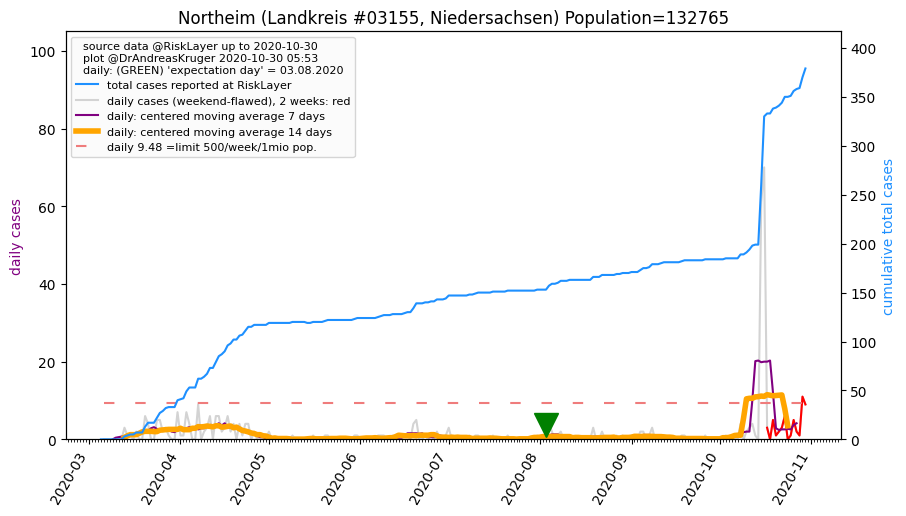 Northeim (Landkreis #03155, Niedersachsen) Population=132765
source data @RiskLayer up to 2020-10-30
plot @DrAndreasKruger 2020-10-30 05:53
daily: (GREEN) 'expectation day' = 03.08.2020
total cases reported at RiskLayer
daily cases (weekend-flawed), 2 weeks: red
daily: centered moving average 7 days
daily: centered moving average 14 days
daily 9.48 =limit 500/week/1mio pop.
daily cases
100
80
60
40
20
0
cumulative total cases
400
350
300
250
200
150
100
50
0
2020-03
2020-04
2020-05
2020-06
2020-07
2020-08
2020-09
2020-10
2020-11